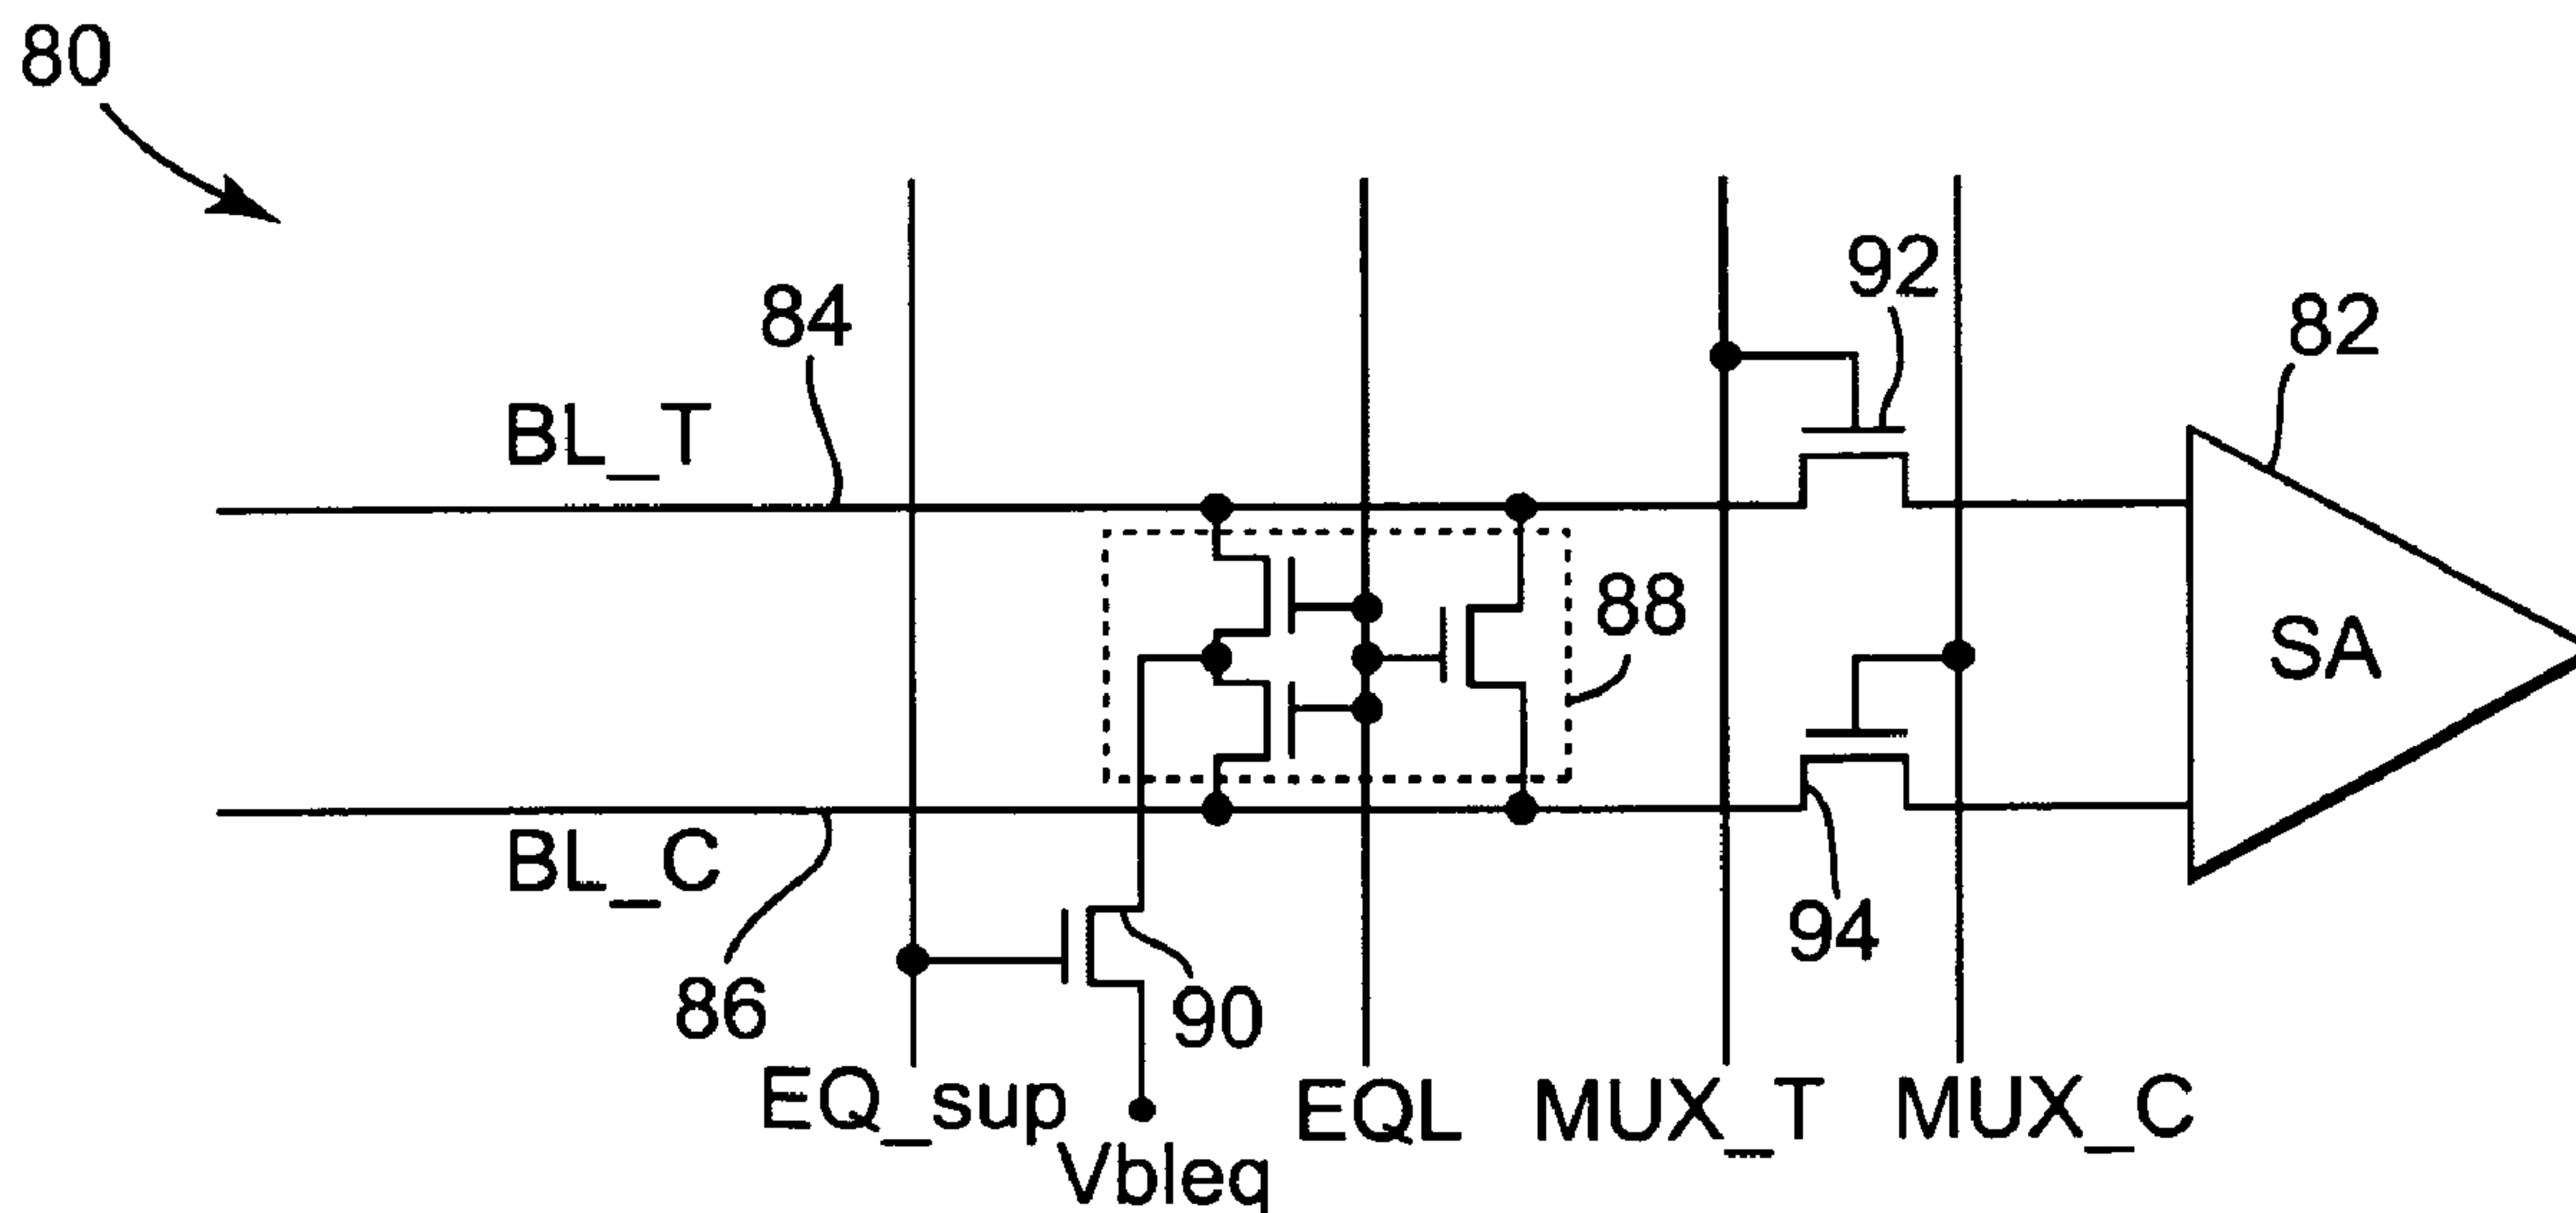 80
92
84
82
BL_T
88
SA
BL_C
94
86
90
EQ_sup
EQL
MUX_T
MUX_C
Vbleq